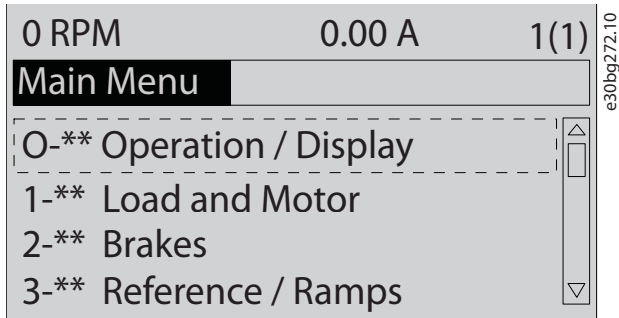 0 RPM 0.00 A 1(1)
Main Menu
O-** Operation / Display
1-** Load and Motor
2-** Brakes
3-** Reference / Ramps
e30bg272.10